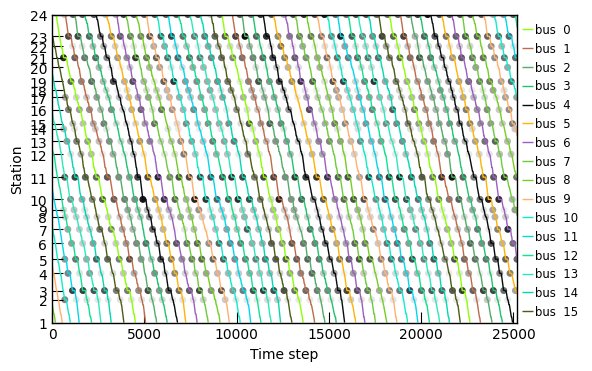 24
23
22
21
20
19
18
17
16
15
14
13
12
11
10
9
8
7
6
5
4
3
2
1
Station
0
5000
10000
15000
20000
25000
Time step
bus 0
bus 1
bus 2
bus 3
bus 4
bus 5
bus 6
bus 7
bus 8
bus 9
bus 10
bus 11
bus 12
bus 13
bus 14
bus 15